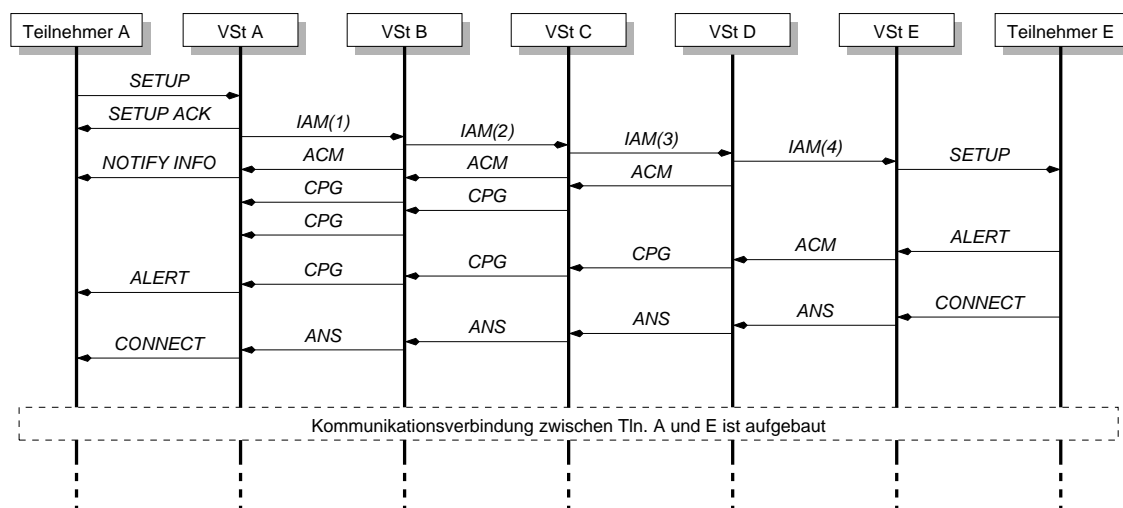 Teilnehmer A VSt A VSt B VSt C VSt D VSt E Teilnehmer E
SETUP
SETUP ACK
IAM(1)
IAM(2)
IAM(3)
IAM(4)
SETUP
NOTIFY INFO
ACM
ACM
ACM
CPG
CPG
CPG
ALERT
ACM
CPG
CPG
CPG
ALERT
CONNECT
ANS
ANS
ANS
ANS
CONNECT
Kommunikationsverbindung zwischen Tln. A und E ist aufgebaut